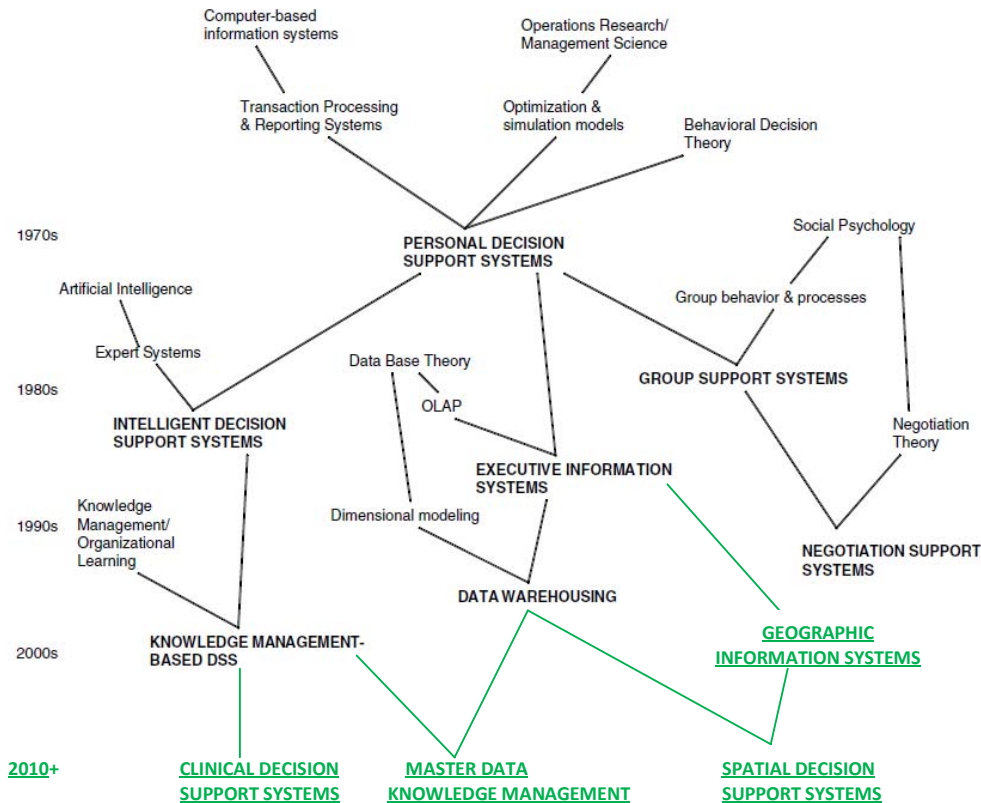 Computer-based
information systems
Operations Research/
Management Science
Transaction Processing
& Reporting Systems
Optimization &
simulation models
Behavioral Decision
Theory
1970s
PERSONAL DECISION
SUPPORT SYSTEMS
Social Psychology
Artificial Intelligence
Group behavior & processes
Expert Systems
Data Base Theory
GROUP SUPPORT SYSTEMS
1980s
OLAP
INTELLIGENT DECISION
SUPPORT SYSTEMS
Negotiation
Theory
EXECUTIVE INFORMATION
SYSTEMS
Knowledge
Management/
Organizational
Learning
Dimensional modeling
1990s
NEGOTIATION SUPPORT
SYSTEMS
DATA WAREHOUSING
GEOGRAPHIC
INFORMATION SYSTEMS
2000s
KNOWLEDGE MANAGEMENT-
BASED DSS
2010+
CLINICAL DECISION
SUPPORT SYSTEMS
MASTER DATA
KNOWLEDGE MANAGEMENT
SPATIAL DECISION
SUPPORT SYSTEMS